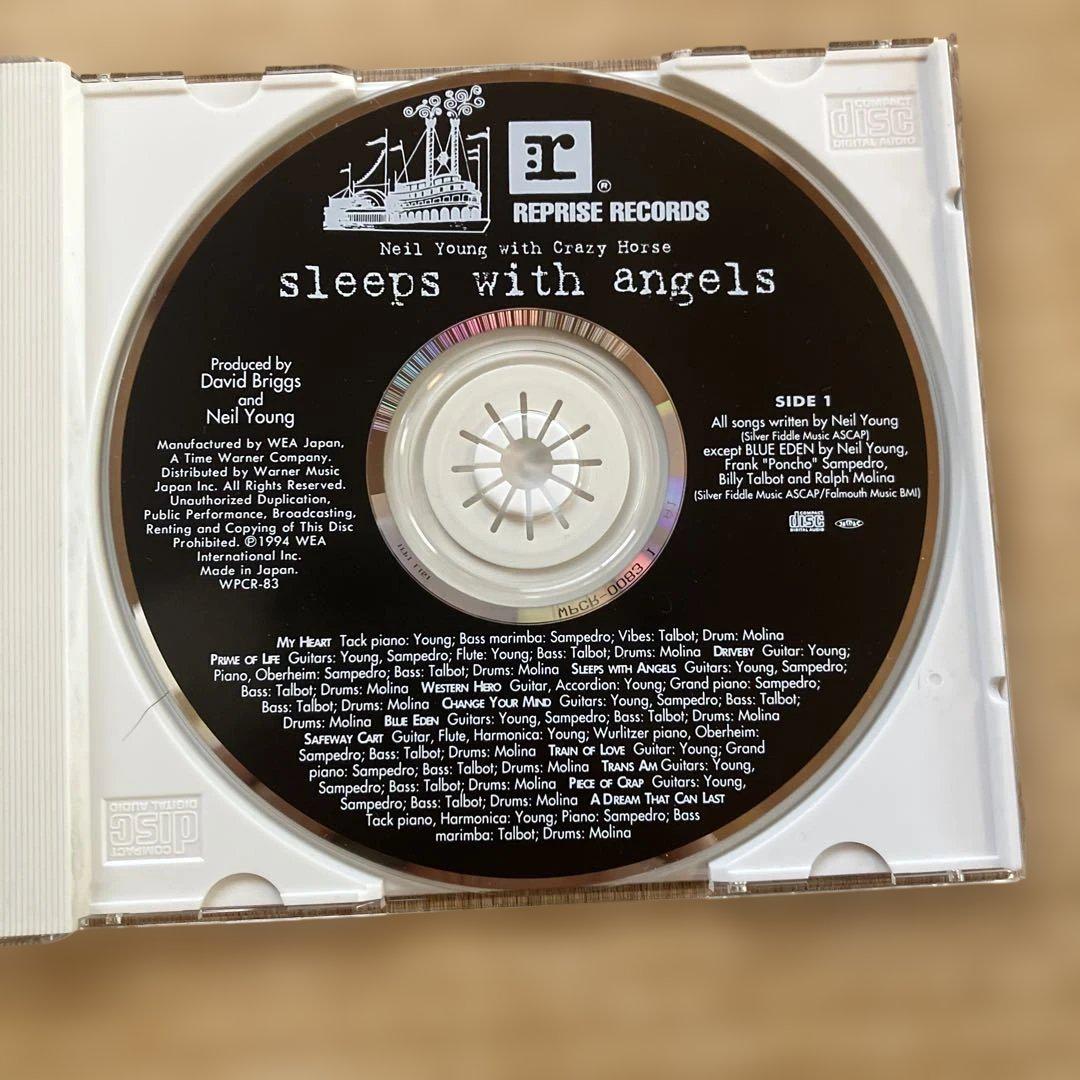 COMPACT
disc
DIGITAL AUDIO
r
®
REPRISE RECORDS
Neil Young with Crazy Horse
sleeps with angels
Produced by
David Briggs
and
Neil Young
Manufactured by WEA Japan,
A Time Warner Company.
Distributed by Warner Music
Japan Inc. All Rights Reserved.
Unauthorized Duplication,
Public Performance, Broadcasting,
Renting and Copying of This Disc
Prohibited. ℗1994 WEA
International Inc.
Made in Japan.
WPCR-83
SIDE 1
All songs written by Neil Young
(Silver Fiddle Music ASCAP)
except BLUE EDEN by Neil Young,
Frank "Poncho" Sampedro,
Billy Talbot and Ralph Molina
(Silver Fiddle Music ASCAP/Falmouth Music BMI)
COMPACT
disc
DIGITAL AUDIO
WPCR-0083 1
MY HEART Tack piano: Young; Bass marimba: Sampedro; Vibes: Talbot; Drum: Molina
PRIME OF LIFE Guitars: Young, Sampedro; Flute: Young; Bass: Talbot; Drums: Molina DRIVEBY Guitar: Young;
Piano, Oberheim: Sampedro; Bass: Talbot; Drums: Molina SLEEPS WITH ANGELS Guitars: Young, Sampedro;
Bass: Talbot; Drums: Molina WESTERN HERO Guitar, Accordion: Young; Grand piano: Sampedro;
Bass: Talbot; Drums: Molina CHANGE YOUR MIND Guitars: Young, Sampedro; Bass: Talbot;
Drums: Molina BLUE EDEN Guitars: Young, Sampedro; Bass: Talbot; Drums: Molina
SAFEWAY CART Guitar, Flute, Harmonica: Young; Wurlitzer piano, Oberheim:
Sampedro; Bass: Talbot; Drums: Molina TRAIN OF LOVE Guitar: Young; Grand
piano: Sampedro; Bass: Talbot; Drums: Molina TRANS AM Guitars: Young,
Sampedro; Bass: Talbot; Drums: Molina PIECE OF CRAP Guitars: Young,
Sampedro; Bass: Talbot; Drums: Molina A DREAM THAT CAN LAST
Tack piano, Harmonica: Young; Piano: Sampedro; Bass
marimba: Talbot; Drums: Molina
COMPACT
disc
DIGITAL AUDIO